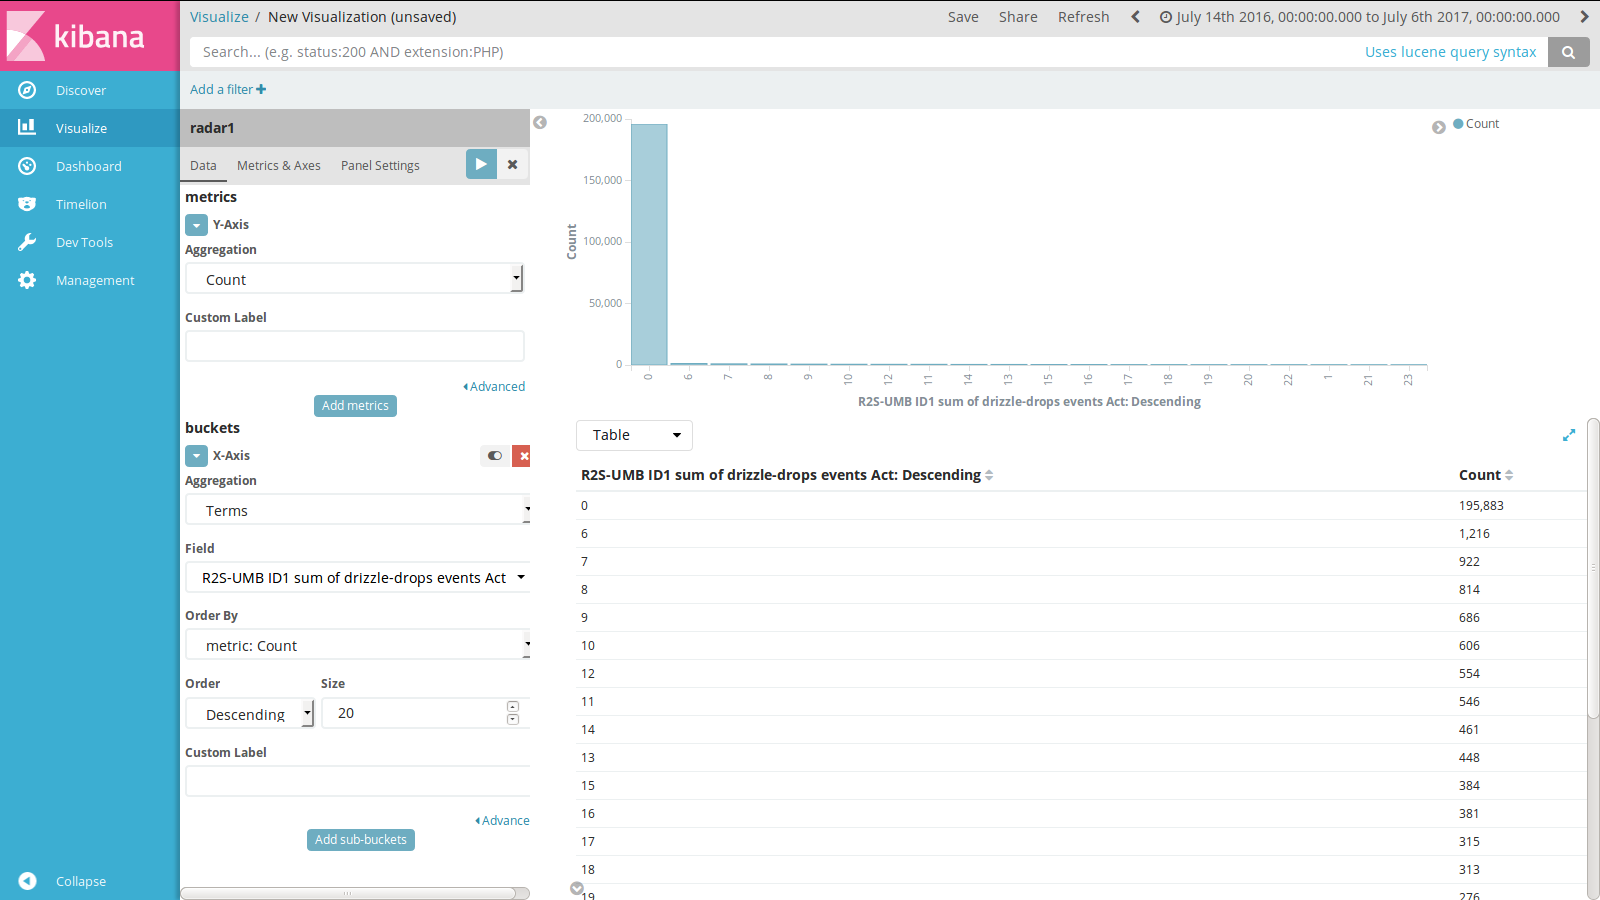 kibana
Discover
Visualize
Dashboard
Timelion
Dev Tools
Management
Collapse
Visualize / New Visualization (unsaved)
Save Share Refresh July 14th 2016, 00:00:00.000 to July 6th 2017, 00:00:00.000
Search... (e.g. status:200 AND extension:PHP) Uses lucene query syntax
Add a filter
radar1
Data Metrics & Axes Panel Settings
metrics
Y-Axis
Aggregation
Count
Custom Label
Advanced
Add metrics
buckets
X-Axis
Aggregation
Terms
Field
R2S-UMB ID1 sum of drizzle-drops events Act
Order By
metric: Count
Order Size
Descending 20
Custom Label
Advance
Add sub-buckets
200,000
150,000
100,000
50,000
0
Count
0 6 7 8 9 10 12 11 14 13 15 16 17 18 19 20 22 1 21 23
R2S-UMB ID1 sum of drizzle-drops events Act: Descending
Count
Table
R2S-UMB ID1 sum of drizzle-drops events Act: Descending Count
0 195,883
6 1,216
7 922
8 814
9 686
10 606
12 554
11 546
14 461
13 448
15 384
16 381
17 315
18 313
19 276